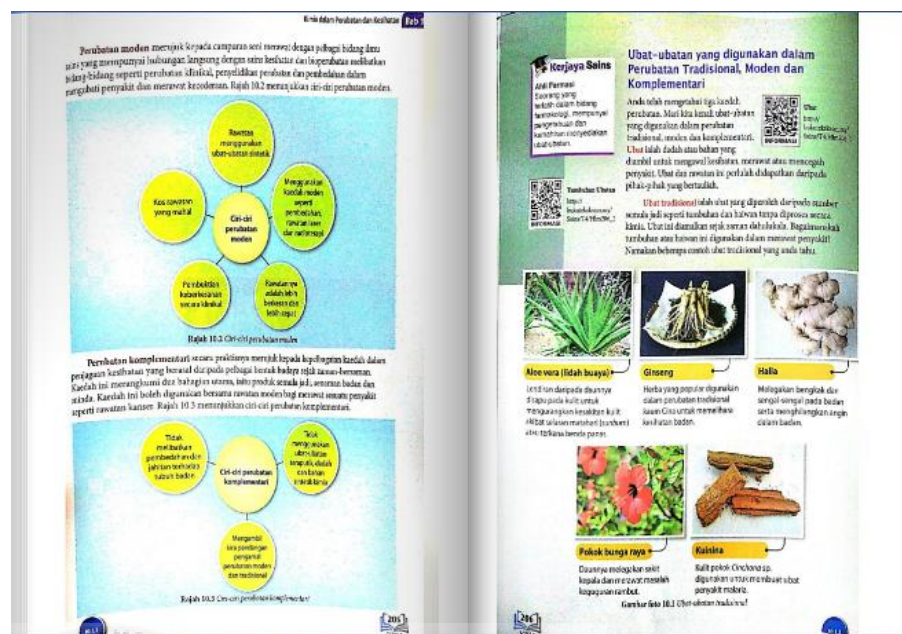 Kimia dalam Perubatan dan Kesihatan Bab 10
Perubatan moden merujuk kepada campuran seni merawat dengan pelbagai bidang ilmu
sains yang mempunyai hubungan langsung dengan sains kesihatan dan bioperubatan melibatkan
bidang-bidang seperti perubatan klinikal, penyelidikan perubatan dan pembedahan dalam
mengubati penyakit dan merawat kecederaan. Rajah 10.2 menunjukkan ciri-ciri perubatan moden.
Rawatan
menggunakan
ubat-ubatan sintetik
Kos rawatan
yang mahal
Menggunakan
kaedah moden
seperti
pembedahan,
rawatan laser
dan radioterapi
Ciri-ciri
perubatan
moden
Pembuktian
keberkesanan
secara klinikal
Rawatannya
adalah lebih
berkesan dan
lebih cepat
Rajah 10.2 Ciri-ciri perubatan moden
Perubatan komplementari secara praktisnya merujuk kepada kepelbagaian kaedah dalam
penjagaan kesihatan yang berasal daripada pelbagai bentuk budaya sejak zaman-berzaman.
Kaedah ini merangkumi dua bahagian utama, iaitu produk semula jadi, senaman badan dan
minda. Kaedah ini boleh digunakan bersama rawatan moden bagi merawat sesuatu penyakit
seperti rawatan kanser. Rajah 10.3 menunjukkan ciri-ciri perubatan komplementari.
Tidak
melibatkan
pembedahan dan
jahitan terhadap
tubuh badan
Ciri-ciri perubatan
komplementari
Tidak
menggunakan
ubat-ubatan
terapeutik, dadah
dan bahan
sintetik kimia
Mengambil
kira pandangan
pengamal
perubatan moden
dan tradisional
Rajah 10.3 Ciri-ciri perubatan komplementari
205
Kerjaya Sains
Ahli Farmasi
Seorang yang
terlatih dalam bidang
farmakologi, mempunyai
pengetahuan dan
kemahiran menyediakan
ubat-ubatan.
Ubat-ubatan yang digunakan dalam
Perubatan Tradisional, Moden dan
Komplementari
Anda telah mengetahui tiga kaedah
perubatan. Mari kita kenali ubat-ubatan
yang digunakan dalam perubatan
tradisional, moden dan komplementari.
Ubat ialah dadah atau bahan yang
diambil untuk mengawal kesihatan, merawat atau mencegah
penyakit. Ubat dan rawatan ini perlulah didapatkan daripada
pihak-pihak yang bertauliah.
INFORMASI
Ubat
Tumbuhan Ubatan
INFORMASI
Ubat tradisional ialah ubat yang diperoleh daripada sumber
semula jadi seperti tumbuhan dan haiwan tanpa diproses secara
kimia. Ubat ini diamalkan sejak zaman dahulukala. Bagaimanakah
tumbuhan atau haiwan ini digunakan dalam merawat penyakit?
Namakan beberapa contoh ubat tradisional yang anda tahu.
Aloe vera (lidah buaya)
Lendiran daripada daunnya
disapu pada kulit untuk
mengurangkan kesakitan kulit
akibat selaran matahari (sunburn)
atau terkena benda panas.
Ginseng
Herba yang popular digunakan
dalam perubatan tradisional
kaum Cina untuk memelihara
kesihatan badan.
Halia
Melegakan bengkak dan
sengal-sengal pada badan
serta menghilangkan angin
dalam badan.
Pokok bunga raya
Daunnya melegakan sakit
kepala dan merawat masalah
keguguran rambut.
Kuinina
Kulit pokok Cinchona sp.
digunakan untuk membuat ubat
penyakit malaria.
Gambar foto 10.1 Ubat-ubatan tradisional
206